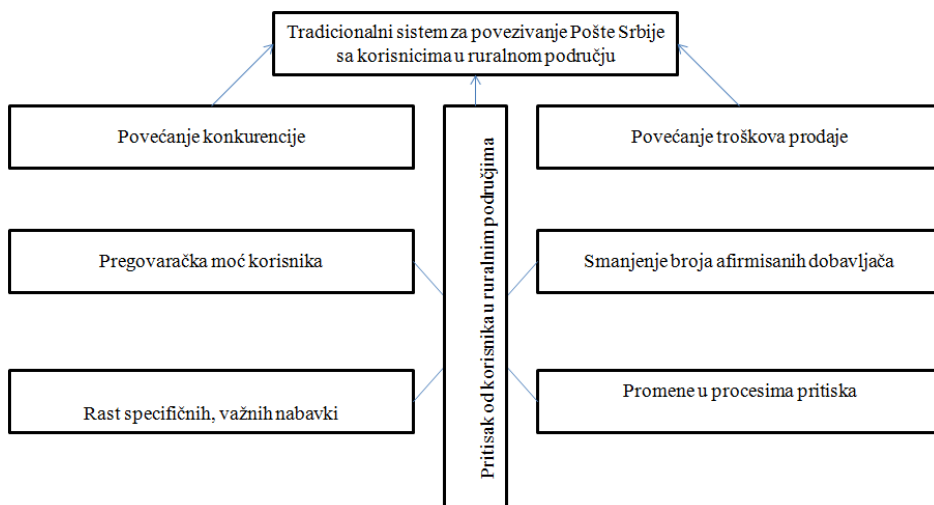 Tradicionalni sistem za povezivanje Pošte Srbije
sa korisnicima u ruralnom području
Povećanje konkurencije
Povećanje troškova prodaje
Pritisak od korisnika u ruralnim područjima
Pregovaračka moć korisnika
Smanjenje broja afirmisanih dobavljača
Rast specifičnih, važnih nabavki
Promene u procesima pritiska